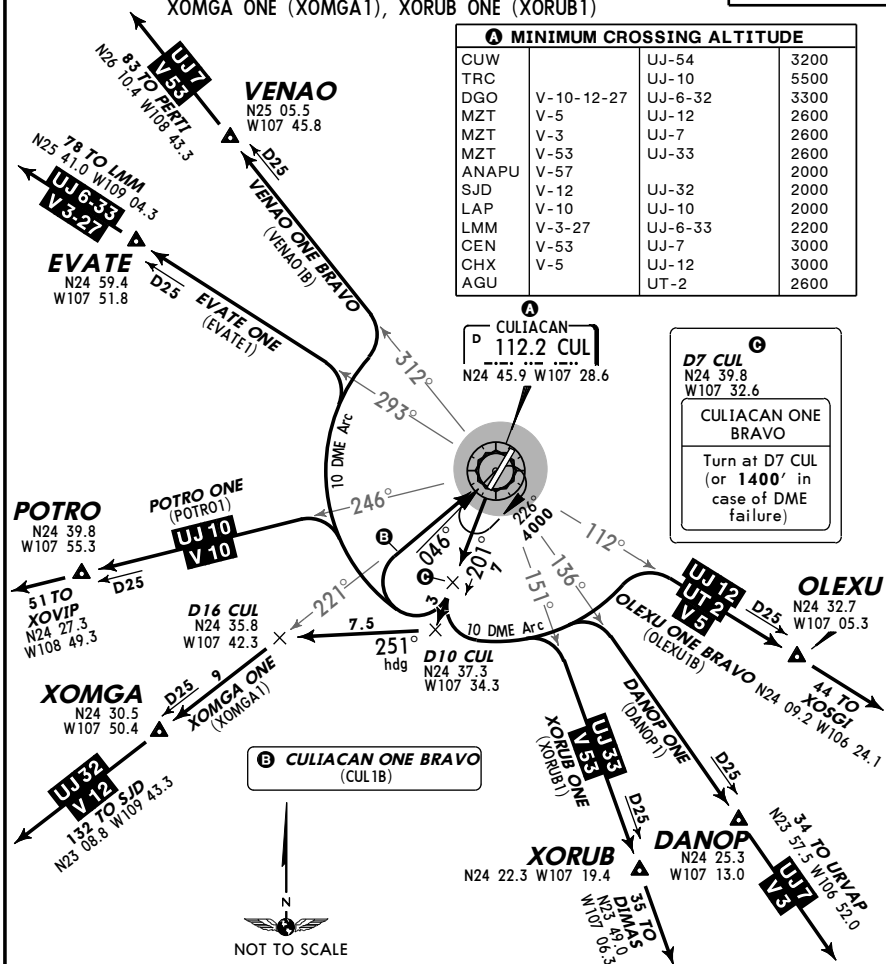 XOMGA ONE (XOMGA1), XORUB ONE (XORUB1)
A MINIMUM CROSSING ALTITUDE
CUW UJ-54 3200
TRC UJ-10 5500
DGO V-10-12-27 UJ-6-32 3300
MZT V-5 UJ-12 2600
MZT V-3 UJ-7 2600
MZT V-53 UJ-33 2600
ANAPU V-57 2000
SJD V-12 UJ-32 2000
LAP V-10 UJ-10 2000
LMM V-3-27 UJ-6-33 2200
CEN V-53 UJ-7 3000
CHX V-5 UJ-12 3000
AGU UT-2 2600
UJ 7
V 53
83 TO PERTI
N26 10.4 W108 43.3
VENAO
N25 05.5
W107 45.8
D25
VENAO ONE BRAVO
(VENAO1B)
78 TO LMM
N25 41.0 W109 04.3
UJ 6-33
V 3-27
EVATE
N24 59.4
W107 51.8
D25
EVATE ONE
(EVATE1)
A
CULIACAN
D 112.2 CUL
N24 45.9 W107 28.6
C
D7 CUL
N24 39.8
W107 32.6
CULIACAN ONE
BRAVO
Turn at D7 CUL
(or 1400' in
case of DME
failure)
312°
293°
10 DME Arc
246°
POTRO ONE
(POTRO1)
UJ 10
V 10
POTRO
N24 39.8
W107 55.3
D25
51 TO
XOVIP
N24 27.3
W108 49.3
B
046°
C
201°
7
3
226°
4000
112°
136°
151°
221°
D16 CUL
N24 35.8
W107 42.3
7.5
251°
hdg
D10 CUL
N24 37.3
W107 34.3
10 DME Arc
UJ 12
UT 2
V 5
D25
OLEXU
N24 32.7
W107 05.3
OLEXU ONE BRAVO
(OLEXU1B)
44 TO
XOSGI
N24 09.2 W106 24.1
XOMGA
N24 30.5
W107 50.4
D25
9
XOMGA ONE
(XOMGA1)
UJ 32
V 12
132 TO SJD
N23 08.8 W109 43.3
B CULIACAN ONE BRAVO
(CUL1B)
DANOP ONE
(DANOP1)
D25
XORUB ONE
(XORUB1)
UJ 33
V 53
D25
XORUB
N24 22.3 W107 19.4
35 TO
DIMAS
N23 49.0
W107 06.3
DANOP
N24 25.3
W107 13.0
34 TO URVAP
N23 57.5 W106 52.0
UJ 7
V 3
N
NOT TO SCALE